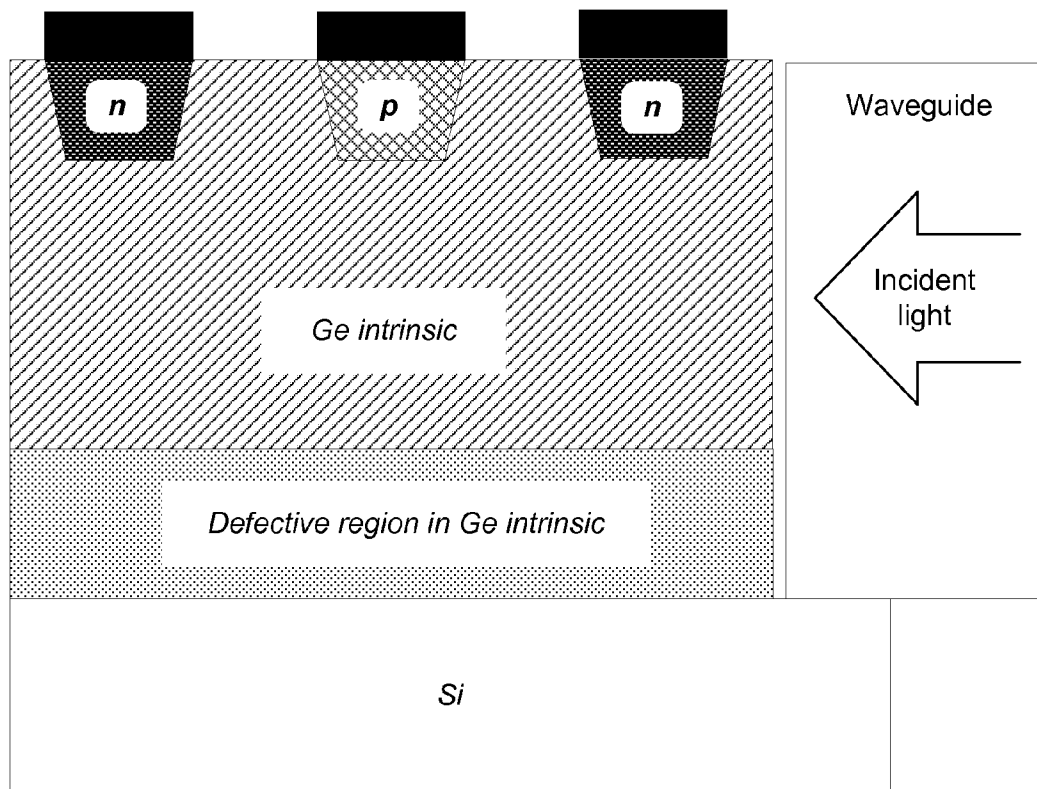 n
p
n
Waveguide
Incident
light
Ge intrinsic
Defective region in Ge intrinsic
Si